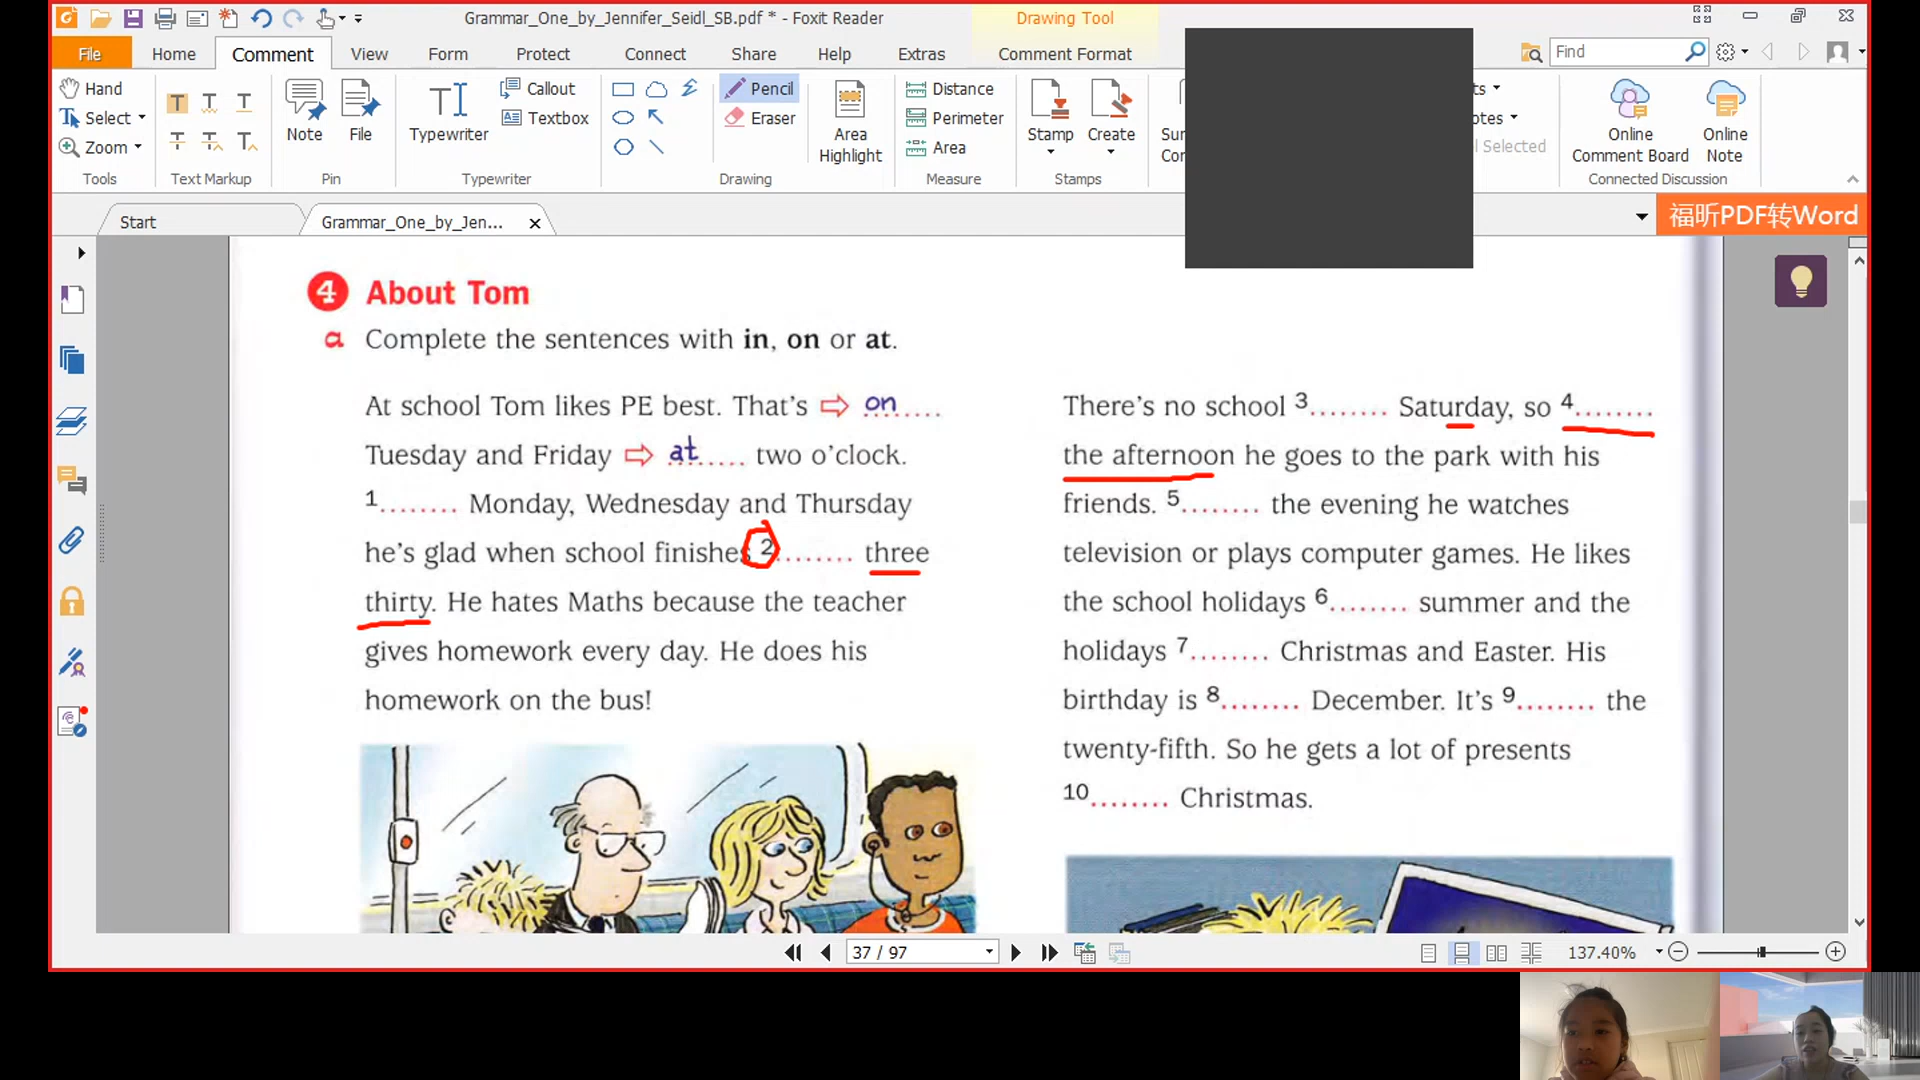 Grammar_One_by_Jennifer_Seidl_SB.pdf * - Foxit Reader
Drawing Tool
File
Home
Comment
View
Form
Protect
Connect
Share
Help
Extras
Comment Format
Find
Hand
Select
Zoom
Tools
Text Markup
Note
File
Pin
Typewriter
Callout
Textbox
Typewriter
Pencil
Eraser
Drawing
Area
Highlight
Distance
Perimeter
Area
Measure
Stamp
Create
Stamps
Online
Comment Board
Online
Note
Selected
Connected Discussion
Start
Grammar_One_by_Jen...
福昕PDF转Word
4 About Tom
a Complete the sentences with in, on or at.
At school Tom likes PE best. That's ⇨ on......
Tuesday and Friday ⇨ at...... two o'clock.
1........ Monday, Wednesday and Thursday
he's glad when school finishes 2........ three
thirty. He hates Maths because the teacher
gives homework every day. He does his
homework on the bus!
There's no school 3........ Saturday, so 4........
the afternoon he goes to the park with his
friends. 5........ the evening he watches
television or plays computer games. He likes
the school holidays 6........ summer and the
holidays 7........ Christmas and Easter. His
birthday is 8........ December. It's 9........ the
twenty-fifth. So he gets a lot of presents
10........ Christmas.
37 / 97
137.40%